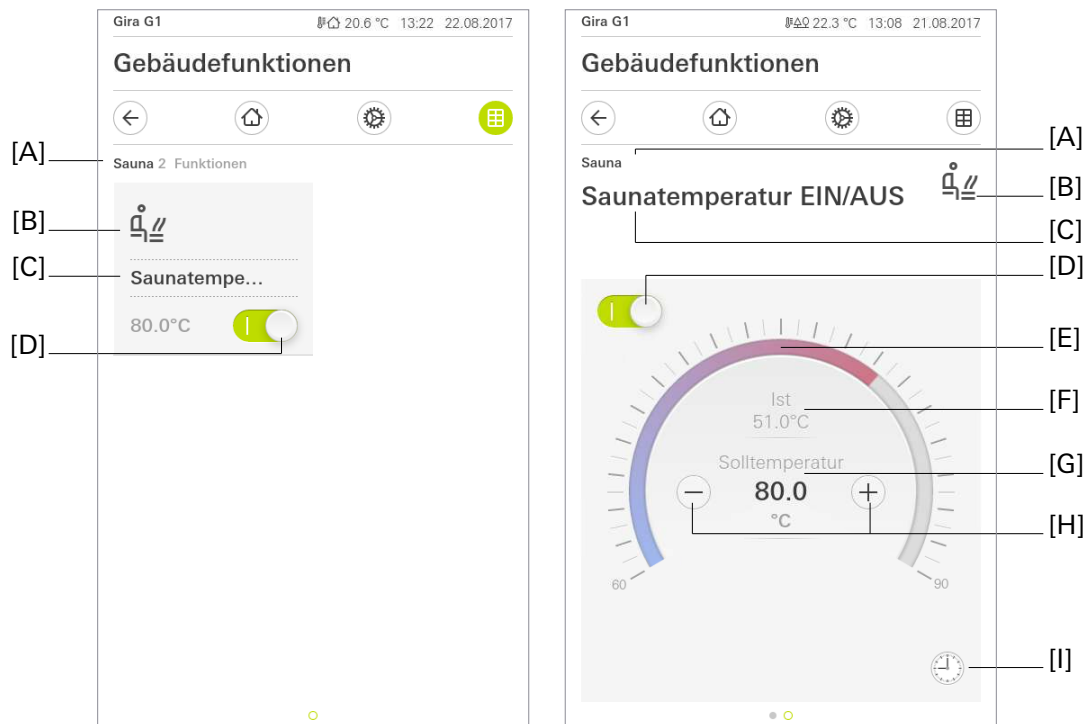 Gira G1 20.6 °C 13:22 22.08.2017
Gebäudefunktionen
[A]
Sauna 2 Funktionen
[B]
[C]
Saunatempe...
80.0°C
[D]
Gira G1 22.3 °C 13:08 21.08.2017
Gebäudefunktionen
[A]
Sauna
Saunatemperatur EIN/AUS
[B]
[C]
[D]
[E]
Ist
51.0°C
[F]
Solltemperatur
[G]
80.0
°C
[H]
60
90
[I]